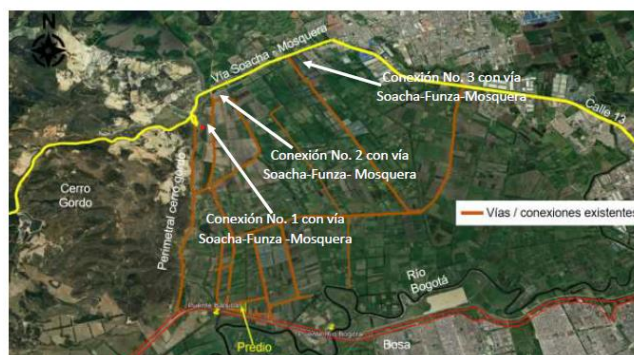 N
Vía Soacha - Mosquera
Conexión No. 3 con vía
Soacha-Funza-Mosquera
Calle 13
Conexión No. 2 con vía
Soacha-Funza- Mosquera
Cerro
Gordo
Perimetral cerro gordo
Conexión No. 1 con vía
Soacha-Funza -Mosquera
Vías / conexiones existentes
Río
Bogotá
Predio
Bosa